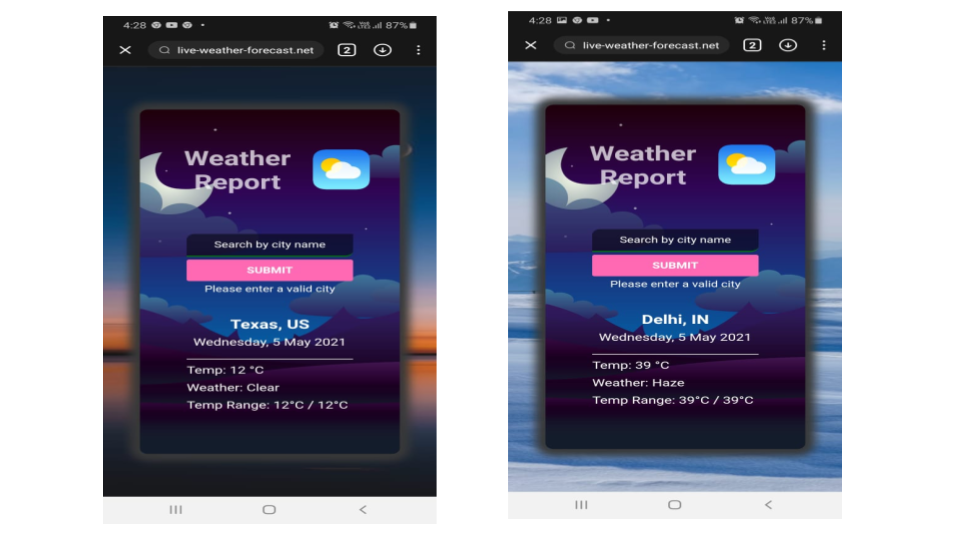 4:28
87%
live-weather-forecast.net
2
Weather
Report
Search by city name
SUBMIT
Please enter a valid city
Texas, US
Wednesday, 5 May 2021
Temp: 12 °C
Weather: Clear
Temp Range: 12°C / 12°C
4:28
87%
live-weather-forecast.net
2
Weather
Report
Search by city name
SUBMIT
Please enter a valid city
Delhi, IN
Wednesday, 5 May 2021
Temp: 39 °C
Weather: Haze
Temp Range: 39°C / 39°C